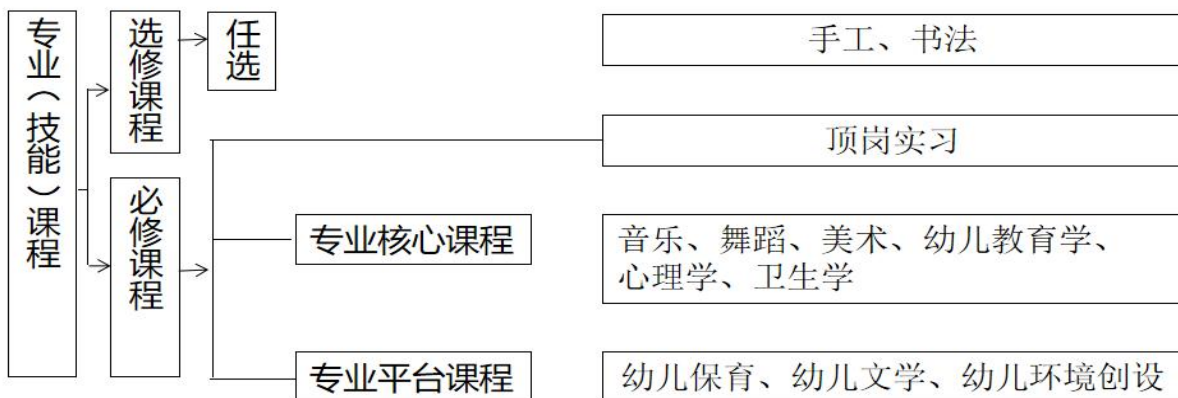 专业（技能）课程
选修课程
任选
手工、书法
顶岗实习
必修课程
专业核心课程
音乐、舞蹈、美术、幼儿教育学、
心理学、卫生学
专业平台课程
幼儿保育、幼儿文学、幼儿环境创设